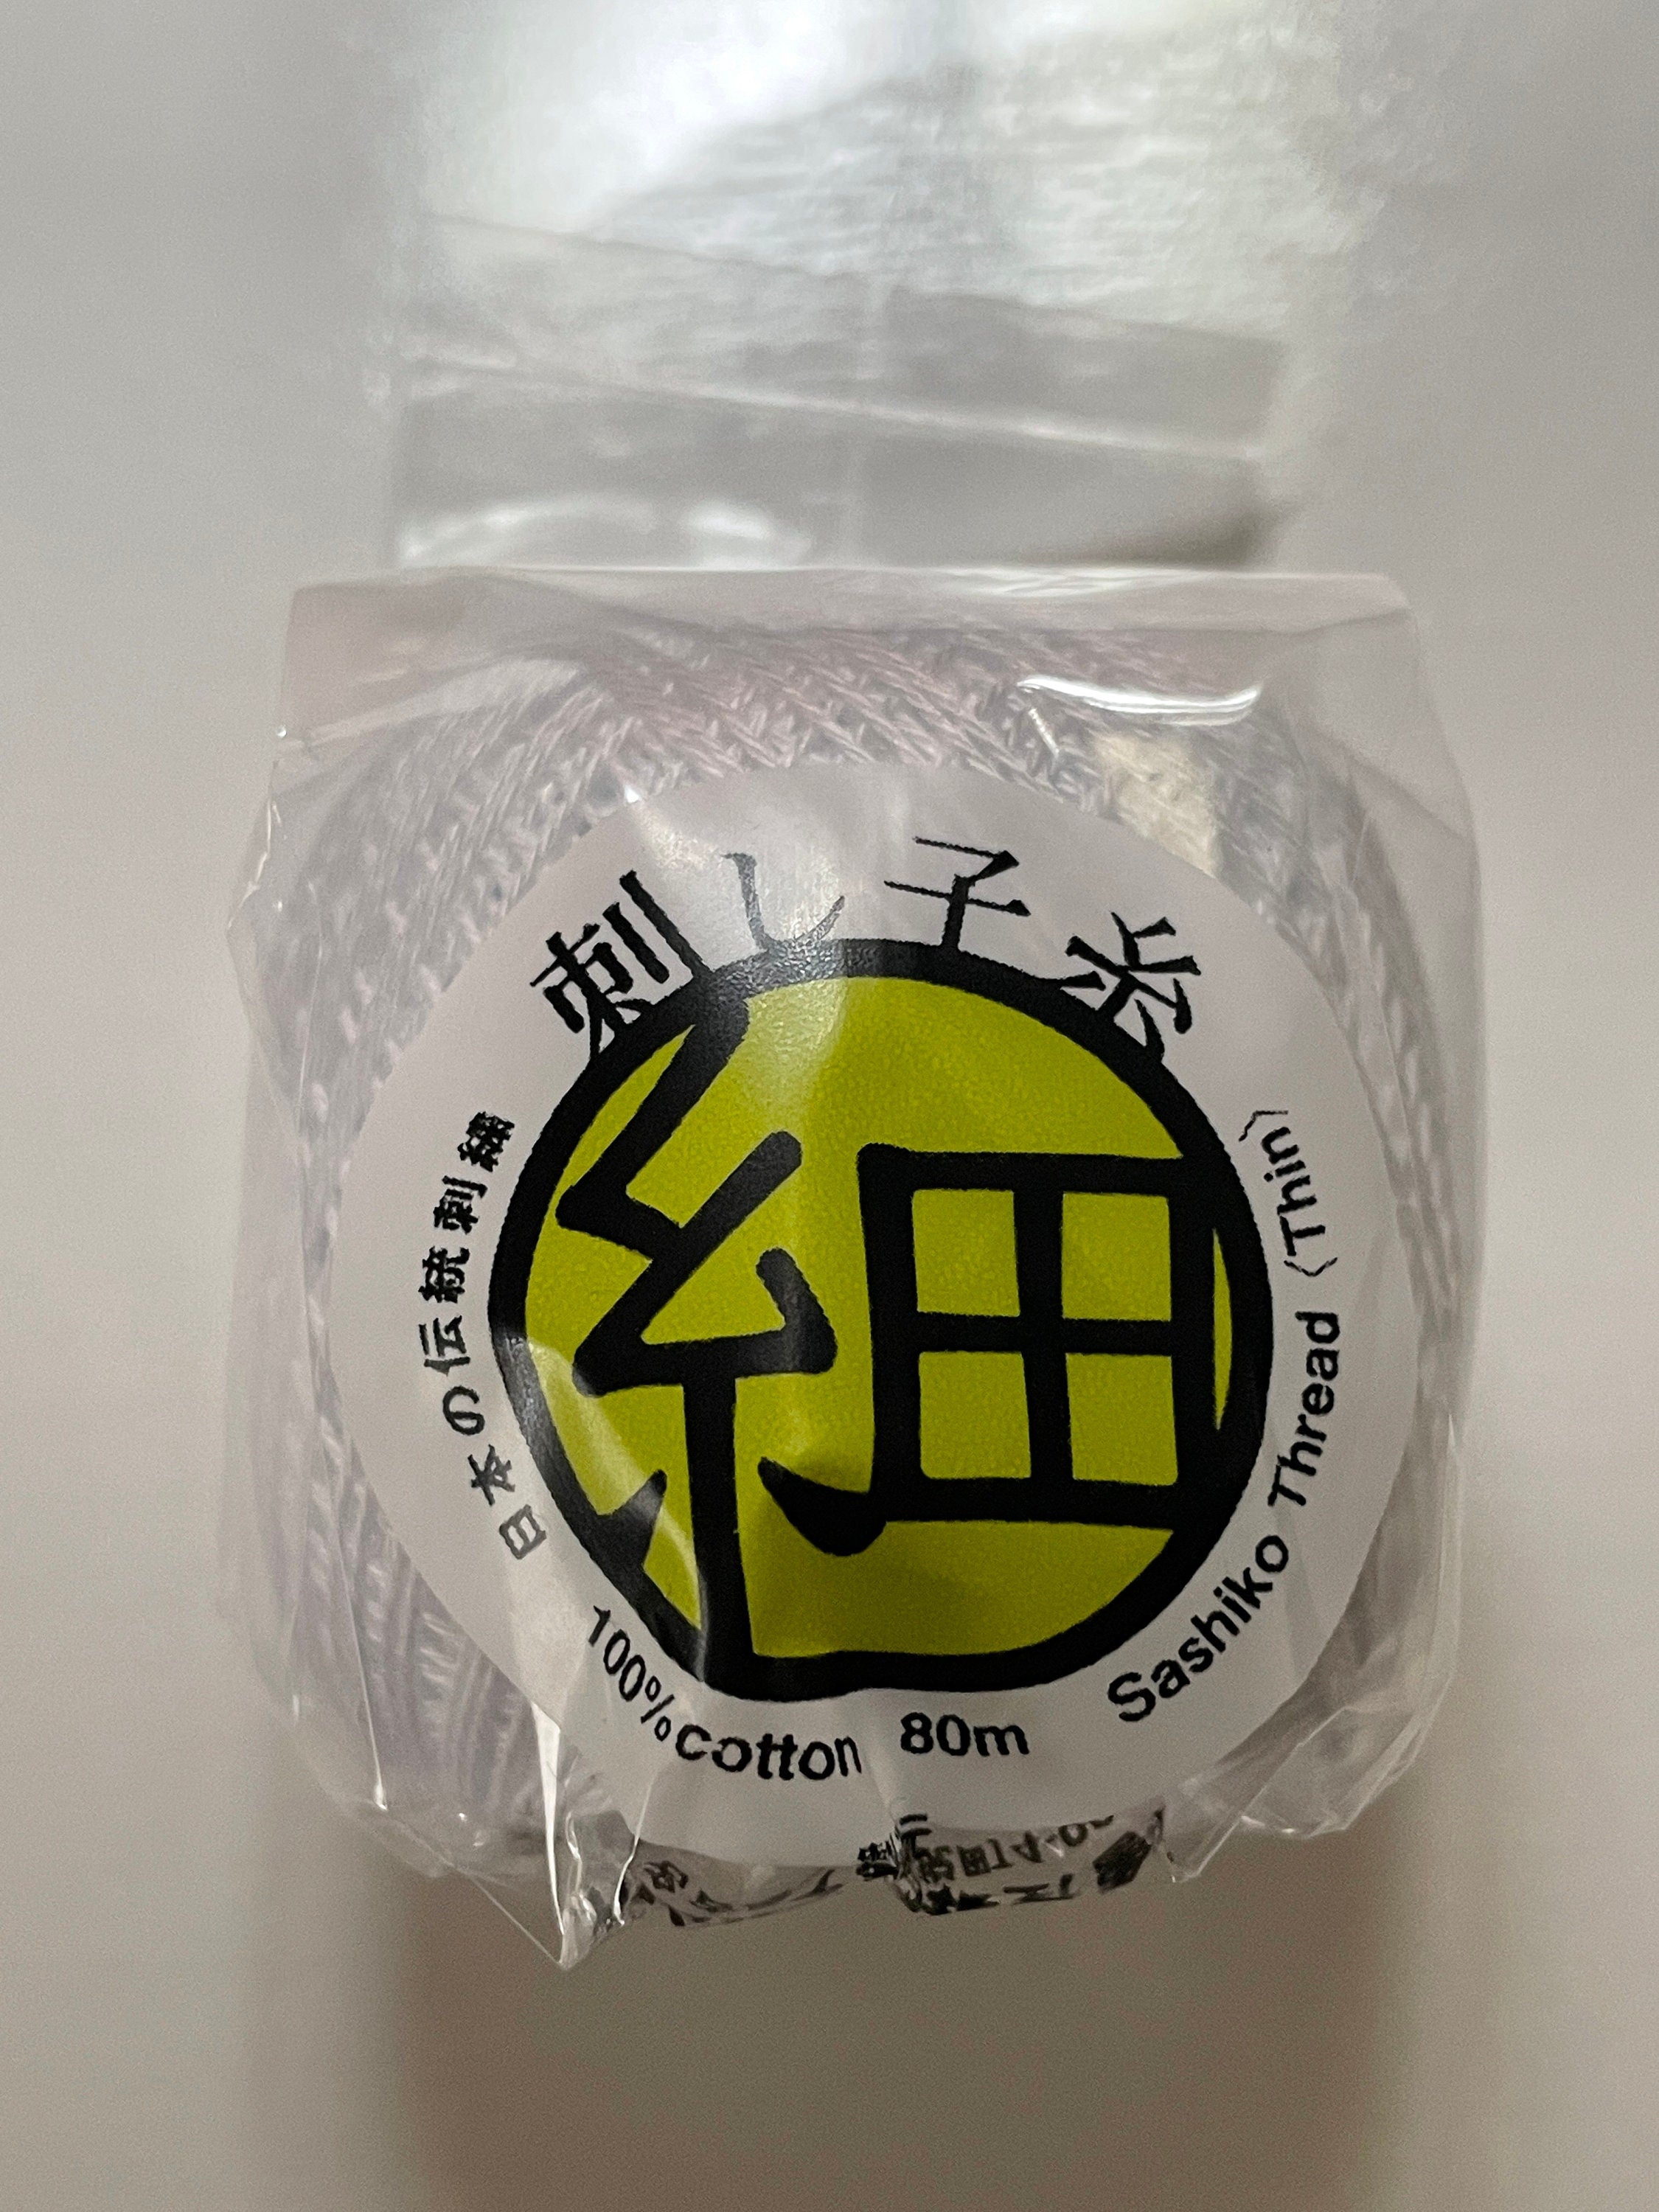 刺し子糸
細
日本の伝統刺繍
100%cotton 80m
Sashiko Thread〈Thin〉